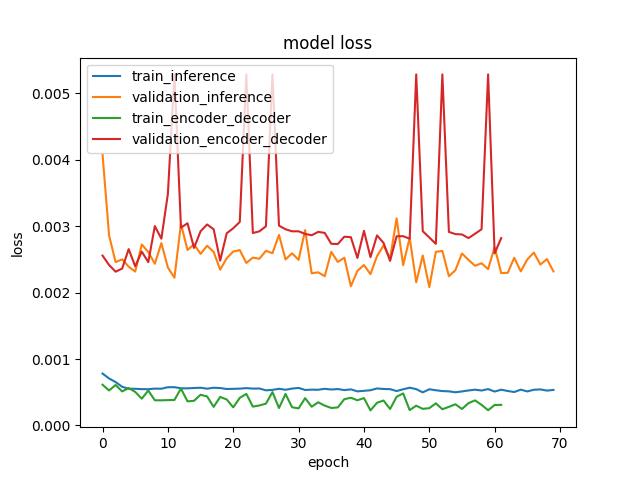 model loss
train_inference
validation_inference
train_encoder_decoder
validation_encoder_decoder
loss
0.005
0.004
0.003
0.002
0.001
0.000
0 10 20 30 40 50 60 70
epoch